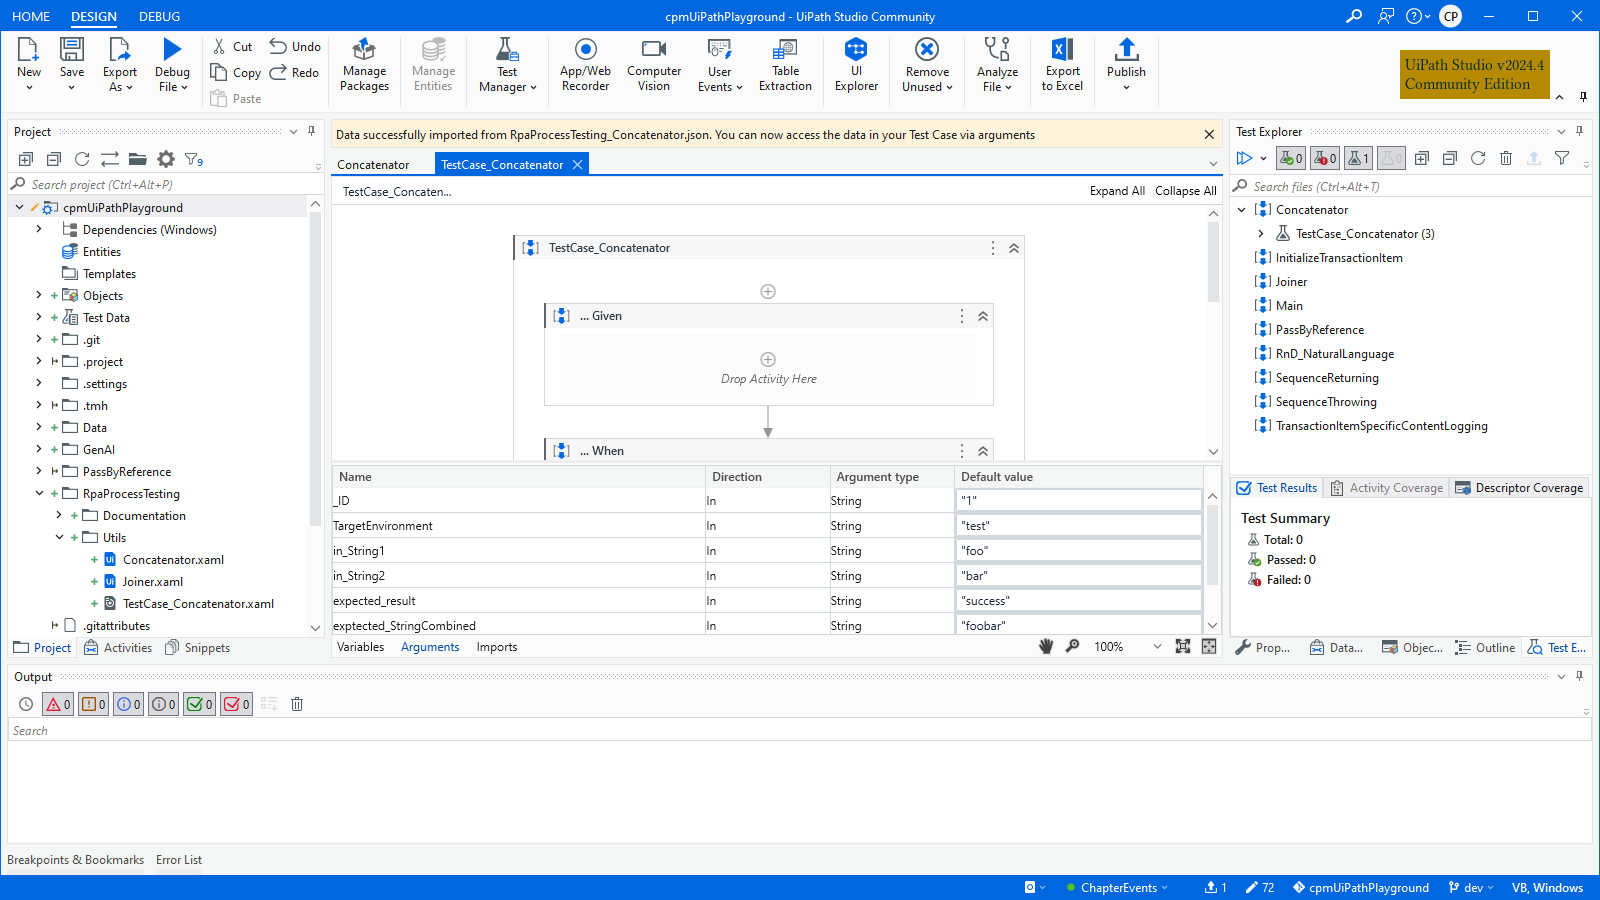 HOME DESIGN DEBUG cpmUiPathPlayground - UiPath Studio Community CP
New Save Export As Debug File
Cut Copy Paste Undo Redo
Manage Packages Manage Entities Test Manager App/Web Recorder Computer Vision User Events Table Extraction UI Explorer Remove Unused Analyze File Export to Excel Publish
UiPath Studio v2024.4
Community Edition
Project
9
Search project (Ctrl+Alt+P)
cpmUiPathPlayground
Dependencies (Windows)
Entities
Templates
Objects
Test Data
.git
.project
.settings
.tmh
Data
GenAI
PassByReference
RpaProcessTesting
Documentation
Utils
Concatenator.xaml
Joiner.xaml
TestCase_Concatenator.xaml
.gitattributes
Project Activities Snippets
Data successfully imported from RpaProcessTesting_Concatenator.json. You can now access the data in your Test Case via arguments
Concatenator TestCase_Concatenator
TestCase_Concaten... Expand All Collapse All
TestCase_Concatenator
... Given
Drop Activity Here
... When
Name Direction Argument type Default value
_ID In String "1"
TargetEnvironment In String "test"
in_String1 In String "foo"
in_String2 In String "bar"
expected_result In String "success"
exptected_StringCombined In String "foobar"
Variables Arguments Imports 100%
Test Explorer
0 0 1 0
Search files (Ctrl+Alt+T)
Concatenator
TestCase_Concatenator (3)
InitializeTransactionItem
Joiner
Main
PassByReference
RnD_NaturalLanguage
SequenceReturning
SequenceThrowing
TransactionItemSpecificContentLogging
Test Results Activity Coverage Descriptor Coverage
Test Summary
Total: 0
Passed: 0
Failed: 0
Prop... Data... Objec... Outline Test E...
Output
0 0 0 0 0 0
Search
Breakpoints & Bookmarks Error List
ChapterEvents 1 72 cpmUiPathPlayground dev VB, Windows